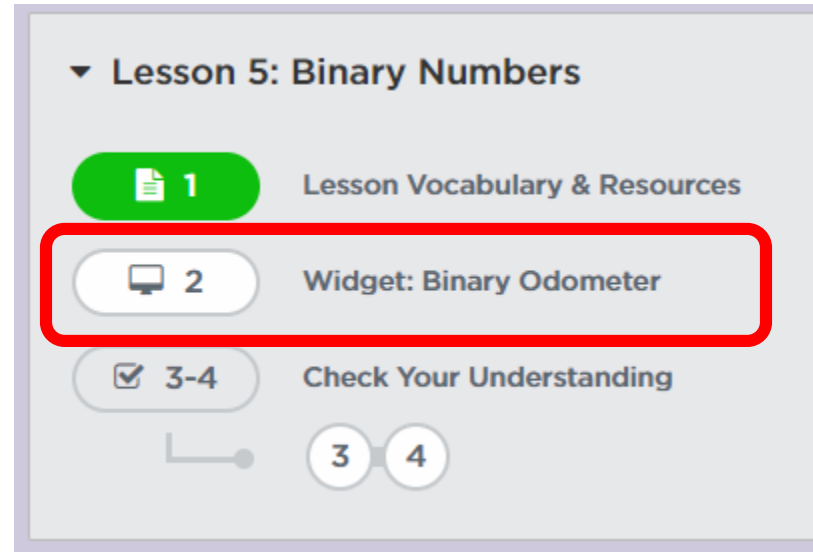 Lesson 5: Binary Numbers
1 Lesson Vocabulary & Resources
2 Widget: Binary Odometer
3-4 Check Your Understanding
3 4